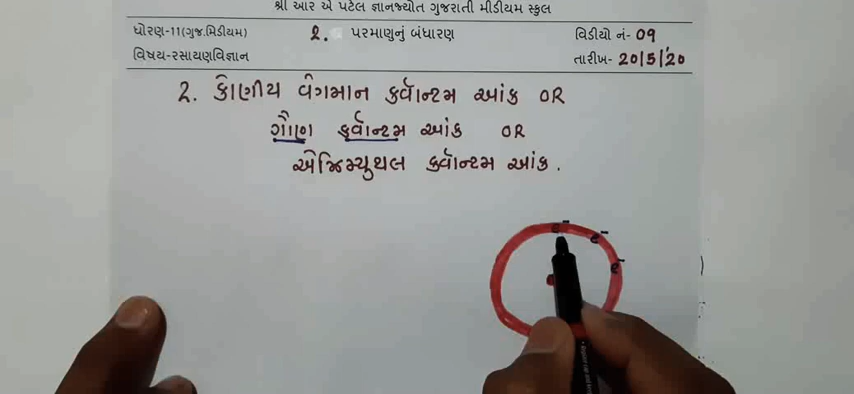 શ્રી આર એ પટેલ જ્ઞાનજ્યોત ગુજરાતી મીડીયમ સ્કુલ
ધોરણ-11(ગુજ.મિડીયમ) 2. પરમાણુનું બંધારણ વિડીયો નં- 09
વિષય-રસાયણવિજ્ઞાન તારીખ- 20/5/'20
2. કોણીય વેગમાન ક્વૉન્ટમ આંક OR
ગૌણ ક્વૉન્ટમ આંક OR
એઝિમ્યુથલ ક્વૉન્ટમ આંક.
e⁻ e⁻ e⁻